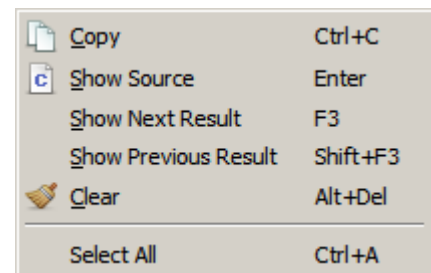 Copy Ctrl+C
c Show Source Enter
Show Next Result F3
Show Previous Result Shift+F3
Clear Alt+Del
Select All Ctrl+A